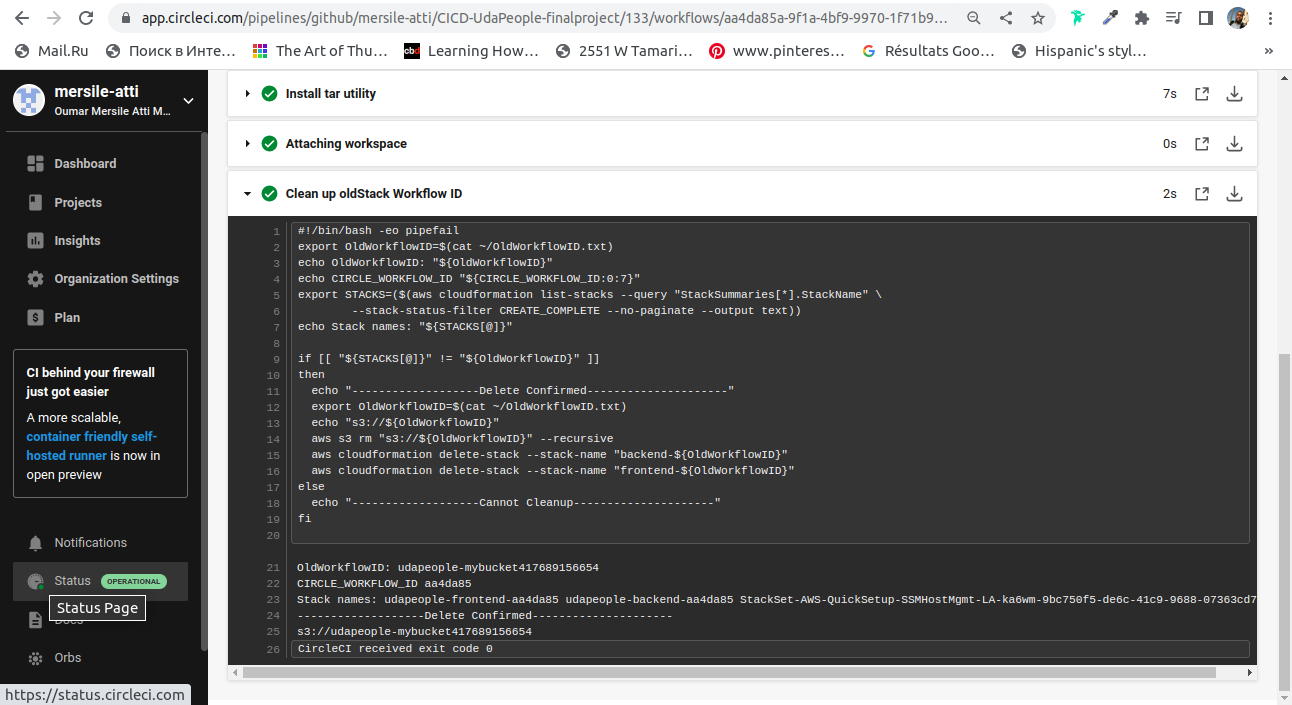 app.circleci.com/pipelines/github/mersile-atti/CICD-UdaPeople-finalproject/133/workflows/aa4da85a-9f1a-4bf9-9970-1f71b9…
Mail.Ru
Поиск в Инте…
The Art of Thu…
cbd
Learning How…
2551 W Tamari…
www.pinteres…
Résultats Goo…
Hispanic's styl…
»
mersile-atti
Oumar Mersile Atti M...
Dashboard
Projects
Insights
Organization Settings
Plan
CI behind your firewall
just got easier
A more scalable,
container friendly self-
hosted runner is now in
open preview
Notifications
Status OPERATIONAL
Status Page
Docs
Orbs
https://status.circleci.com
Install tar utility 7s
Attaching workspace 0s
Clean up oldStack Workflow ID 2s
1 #!/bin/bash -eo pipefail
2 export OldWorkflowID=$(cat ~/OldWorkflowID.txt)
3 echo OldWorkflowID: "${OldWorkflowID}"
4 echo CIRCLE_WORKFLOW_ID "${CIRCLE_WORKFLOW_ID:0:7}"
5 export STACKS=($(aws cloudformation list-stacks --query "StackSummaries[*].StackName" \
6 --stack-status-filter CREATE_COMPLETE --no-paginate --output text))
7 echo Stack names: "${STACKS[@]}"
8
9 if [[ "${STACKS[@]}" != "${OldWorkflowID}" ]]
10 then
11 echo "-------------------Delete Confirmed---------------------"
12 export OldWorkflowID=$(cat ~/OldWorkflowID.txt)
13 echo "s3://${OldWorkflowID}"
14 aws s3 rm "s3://${OldWorkflowID}" --recursive
15 aws cloudformation delete-stack --stack-name "backend-${OldWorkflowID}"
16 aws cloudformation delete-stack --stack-name "frontend-${OldWorkflowID}"
17 else
18 echo "-------------------Cannot Cleanup---------------------"
19 fi
20
21 OldWorkflowID: udapeople-mybucket417689156654
22 CIRCLE_WORKFLOW_ID aa4da85
23 Stack names: udapeople-frontend-aa4da85 udapeople-backend-aa4da85 StackSet-AWS-QuickSetup-SSMHostMgmt-LA-ka6wm-9bc750f5-de6c-41c9-9688-07363cd7
24 -------------------Delete Confirmed---------------------
25 s3://udapeople-mybucket417689156654
26 CircleCI received exit code 0